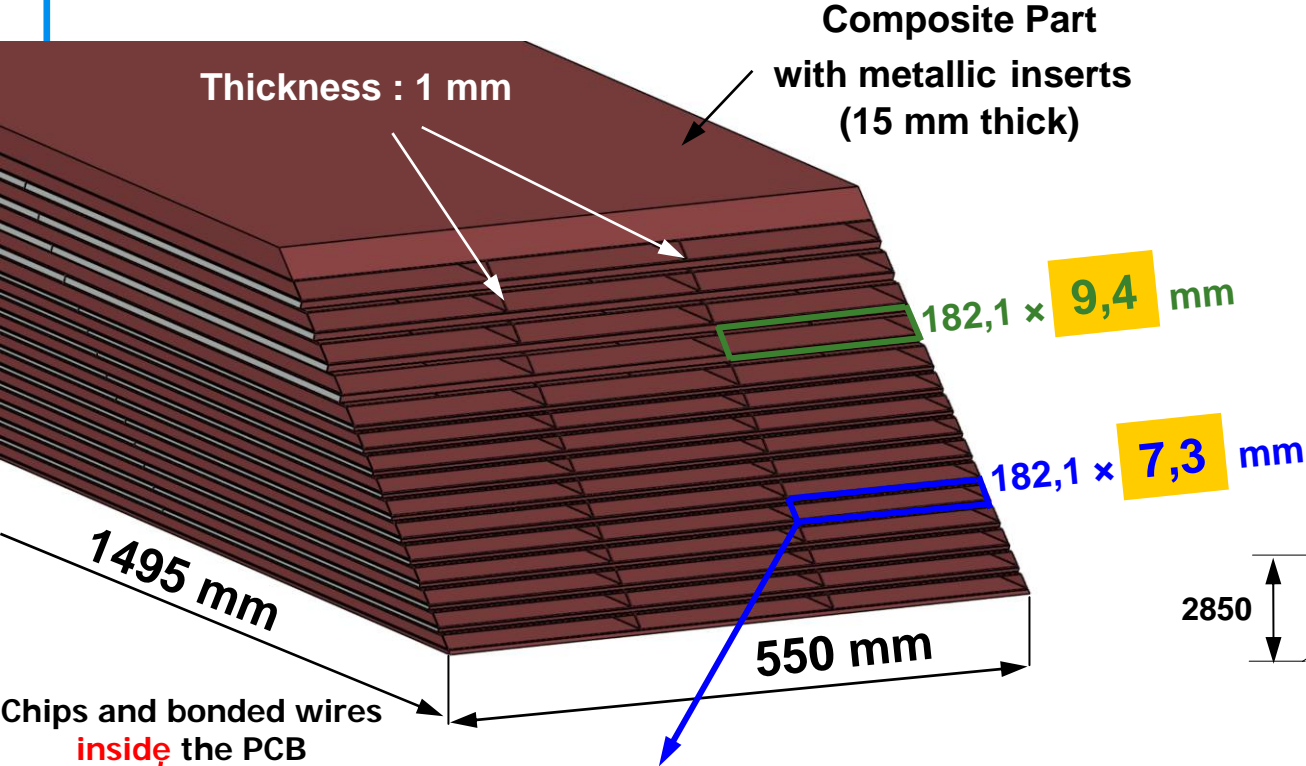 Composite Part
with metallic inserts
(15 mm thick)
Thickness : 1 mm
182,1 × 9,4 mm
182,1 × 7,3 mm
1495 mm
550 mm
2850
Chips and bonded wires
inside the PCB